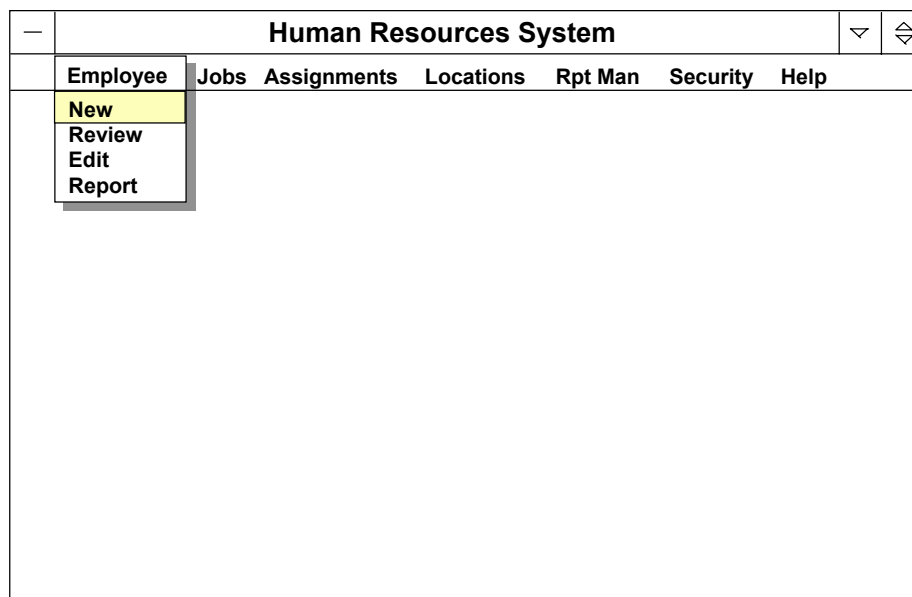 Human Resources System
Employee Jobs Assignments Locations Rpt Man Security Help
New
Review
Edit
Report